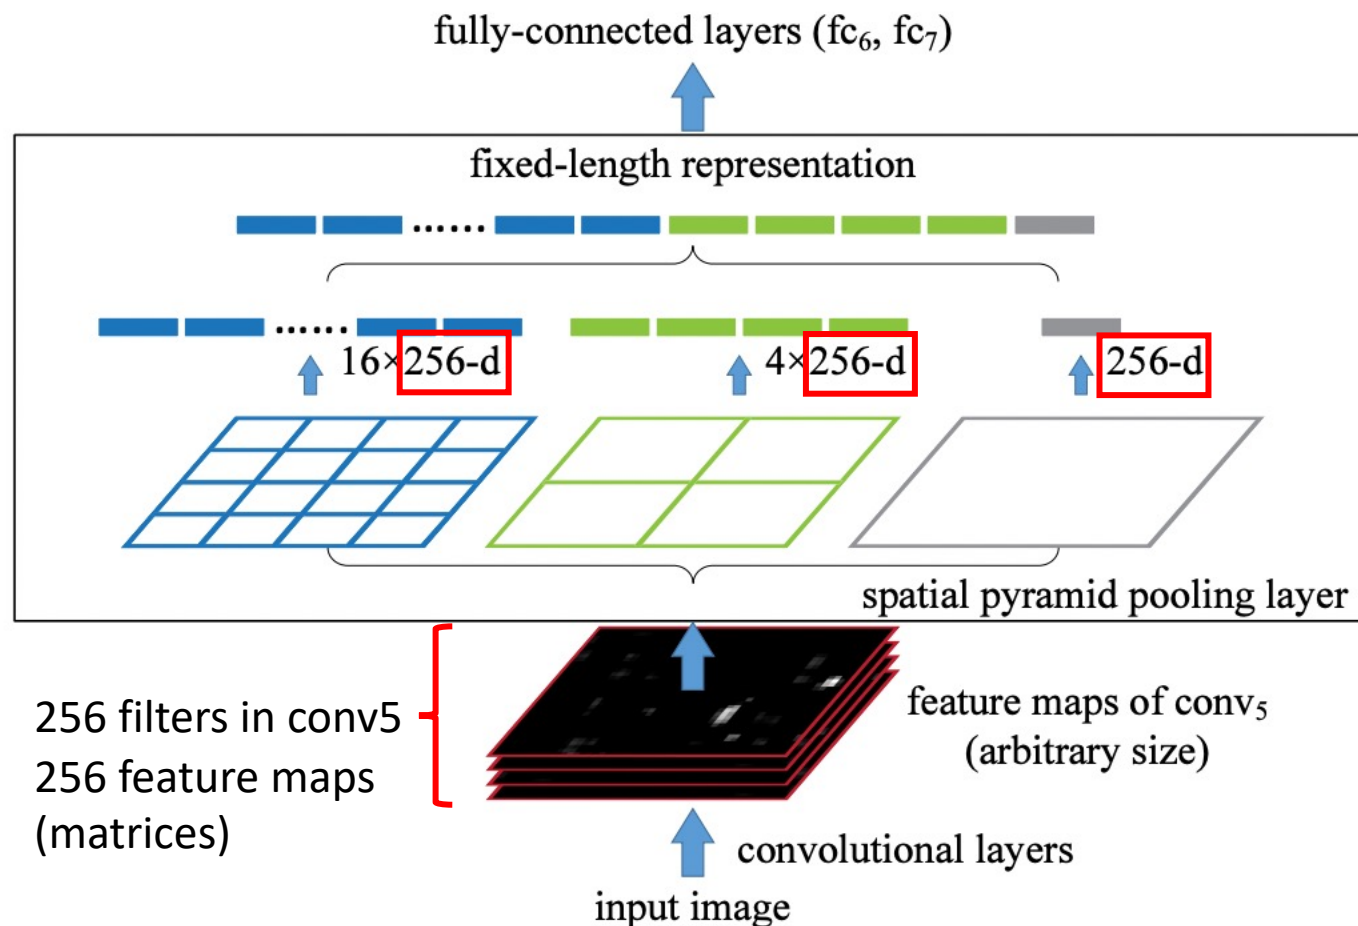 fully-connected layers (fc₆, fc₇)
fixed-length representation
......
......
16×256-d
4×256-d
256-d
spatial pyramid pooling layer
256 filters in conv5
256 feature maps
(matrices)
feature maps of conv₅
(arbitrary size)
convolutional layers
input image